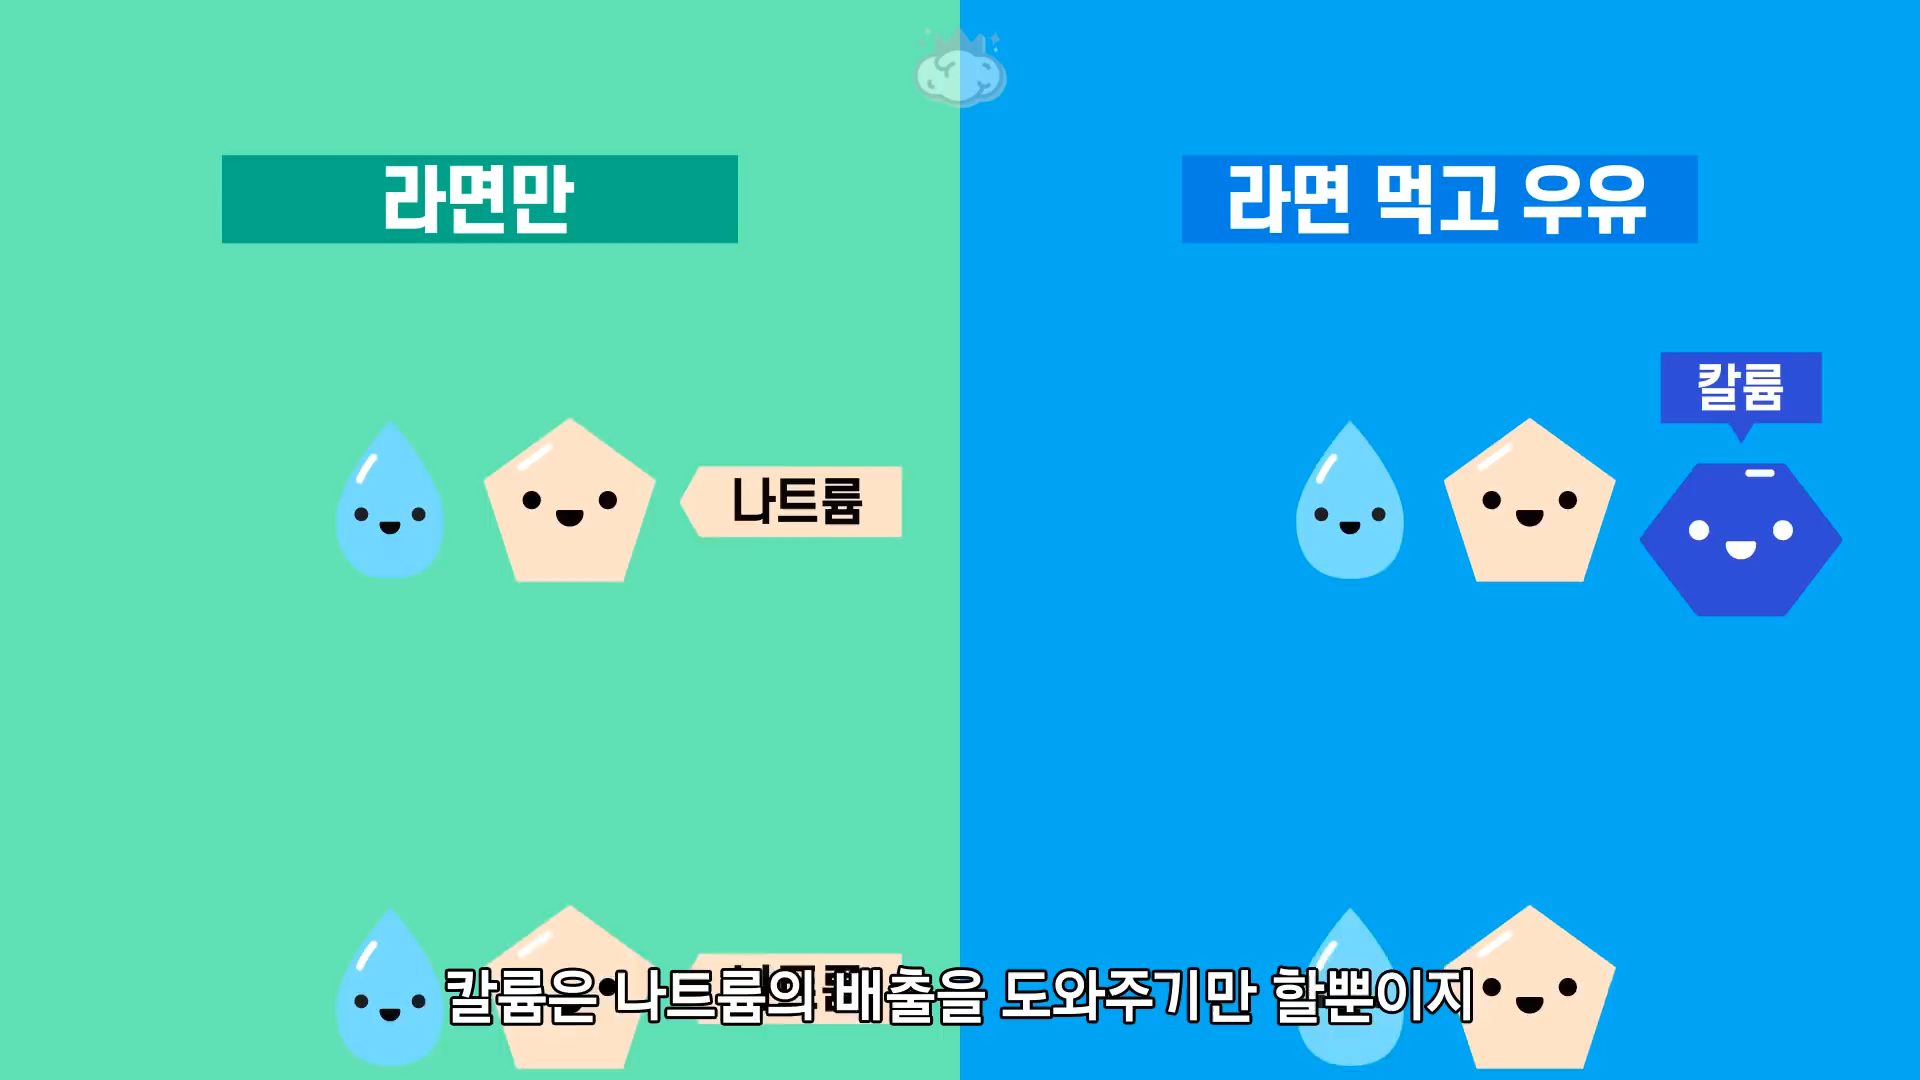 라면만
라면 먹고 우유
칼륨
나트륨
칼륨은 나트륨의 배출을 도와주기만 할뿐이지